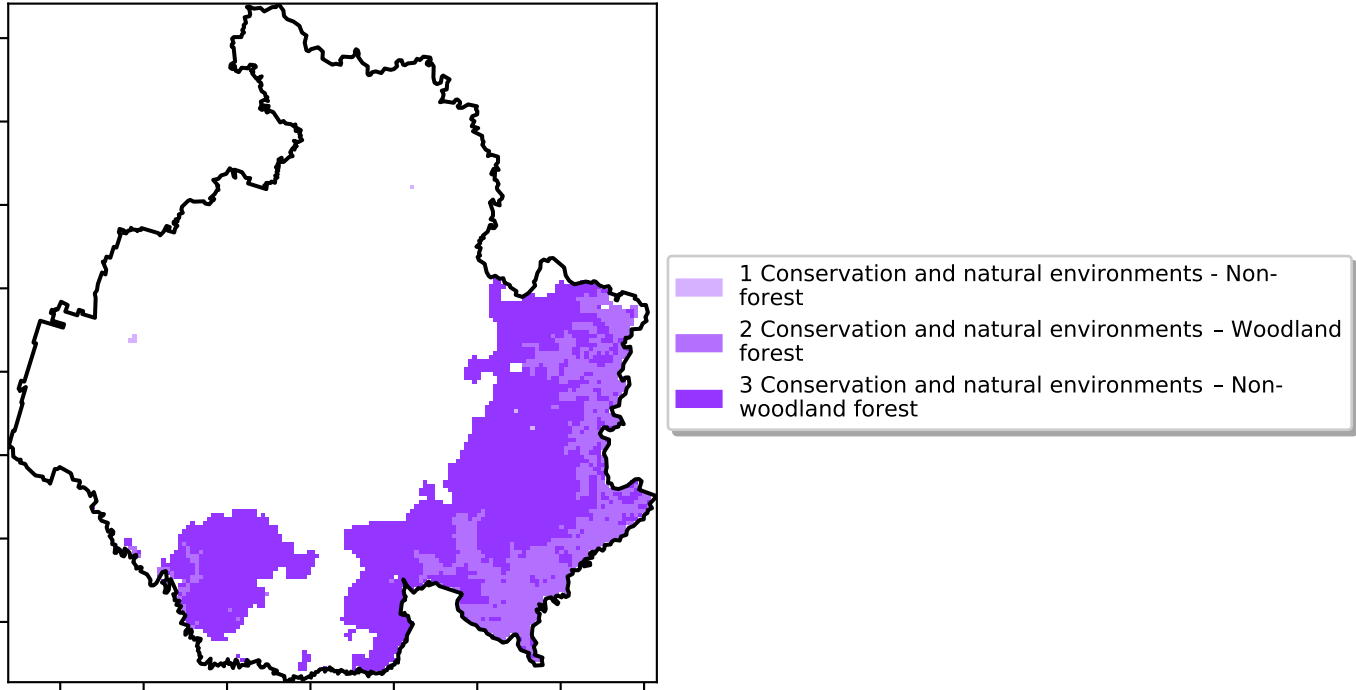 1 Conservation and natural environments - Non-
forest
2 Conservation and natural environments – Woodland
forest
3 Conservation and natural environments – Non-
woodland forest